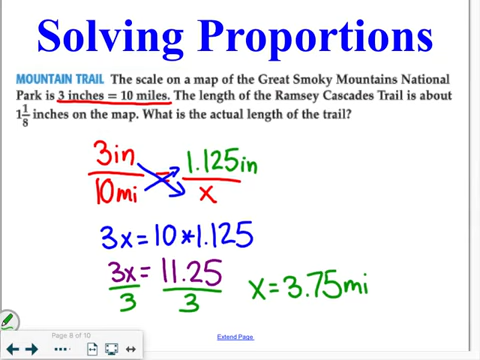 Solving Proportions
MOUNTAIN TRAIL The scale on a map of the Great Smoky Mountains National
Park is 3 inches = 10 miles. The length of the Ramsey Cascades Trail is about
1 1/8 inches on the map. What is the actual length of the trail?
3in/10mi = 1.125in/x
3x = 10*1.125
3x/3 = 11.25/3 x = 3.75mi
Page 8 of 10
Extend Page